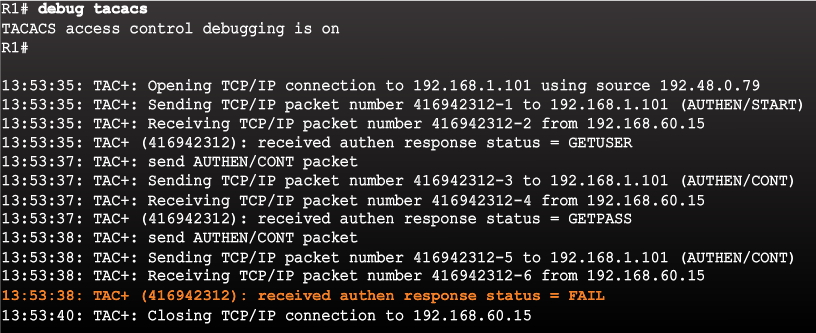 R1# debug tacacs
TACACS access control debugging is on
R1#
13:53:35: TAC+: Opening TCP/IP connection to 192.168.1.101 using source 192.48.0.79
13:53:35: TAC+: Sending TCP/IP packet number 416942312-1 to 192.168.1.101 (AUTHEN/START)
13:53:35: TAC+: Receiving TCP/IP packet number 416942312-2 from 192.168.60.15
13:53:35: TAC+ (416942312): received authen response status = GETUSER
13:53:37: TAC+: send AUTHEN/CONT packet
13:53:37: TAC+: Sending TCP/IP packet number 416942312-3 to 192.168.1.101 (AUTHEN/CONT)
13:53:37: TAC+: Receiving TCP/IP packet number 416942312-4 from 192.168.60.15
13:53:37: TAC+ (416942312): received authen response status = GETPASS
13:53:38: TAC+: send AUTHEN/CONT packet
13:53:38: TAC+: Sending TCP/IP packet number 416942312-5 to 192.168.1.101 (AUTHEN/CONT)
13:53:38: TAC+: Receiving TCP/IP packet number 416942312-6 from 192.168.60.15
13:53:38: TAC+ (416942312): received authen response status = FAIL
13:53:40: TAC+: Closing TCP/IP connection to 192.168.60.15